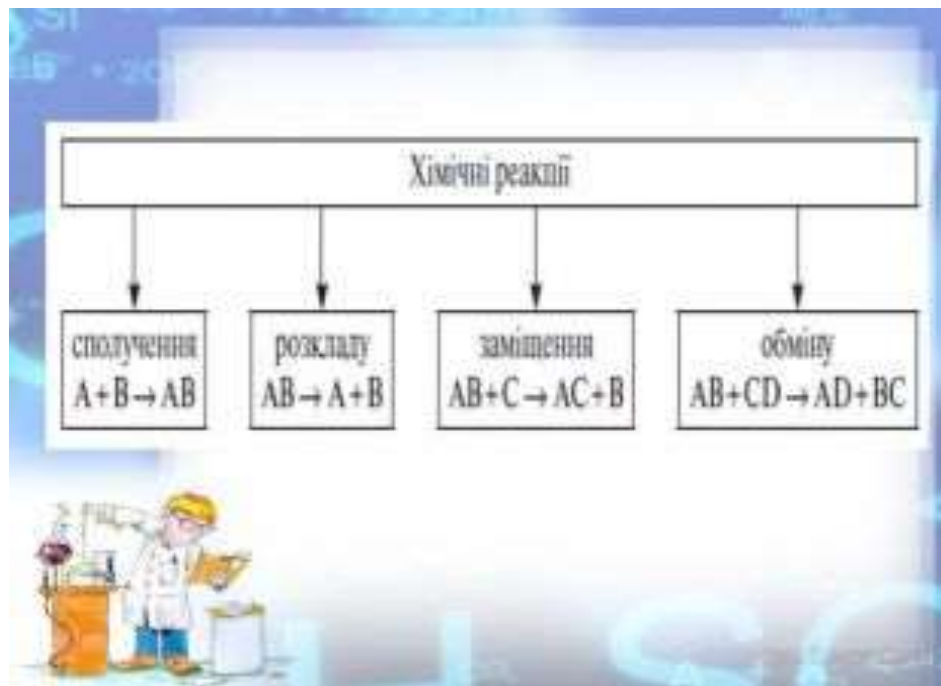 Хімічні реакції
сполучення
A+B→AB
розкладу
AB→A+B
заміщення
AB+C→AC+B
обміну
AB+CD→AD+BC